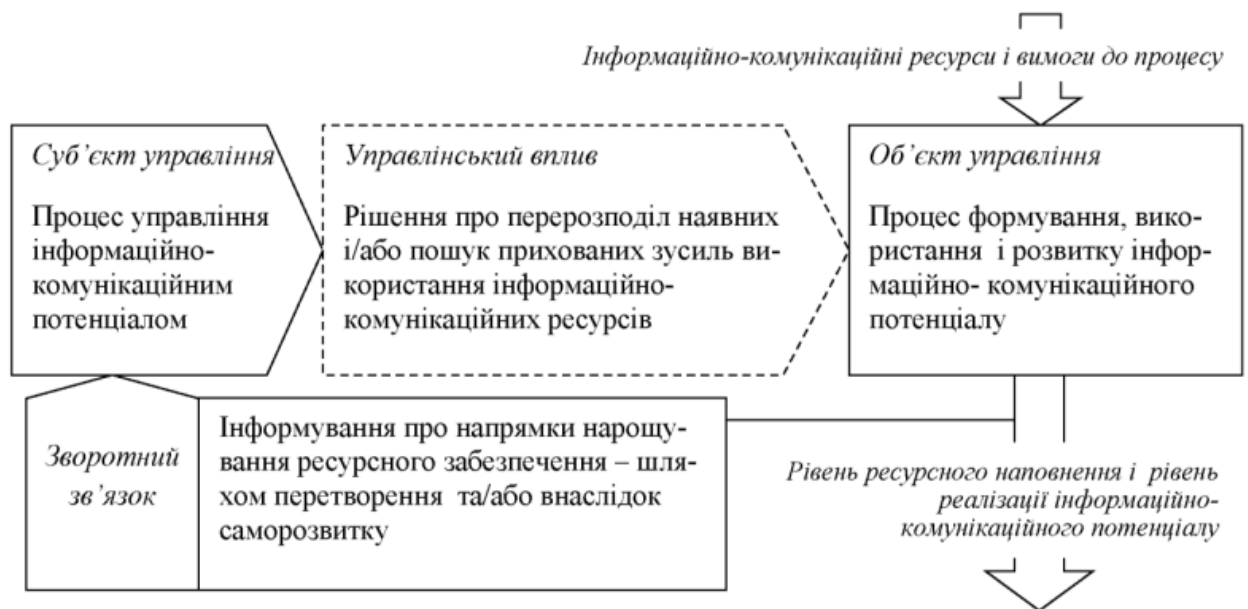 Інформаційно-комунікаційні ресурси і вимоги до процесу
Суб’єкт управління
Процес управління
інформаційно-
комунікаційним
потенціалом
Управлінський вплив
Рішення про перерозподіл наявних
і/або пошук прихованих зусиль ви-
користання інформаційно-
комунікаційних ресурсів
Об’єкт управління
Процес формування, вико-
ристання і розвитку інфор-
маційно- комунікаційного
потенціалу
Зворотний
зв’язок
Інформування про напрямки нарощу-
вання ресурсного забезпечення – шля-
хом перетворення та/або внаслідок
саморозвитку
Рівень ресурсного наповнення і рівень
реалізації інформаційно-
комунікаційного потенціалу